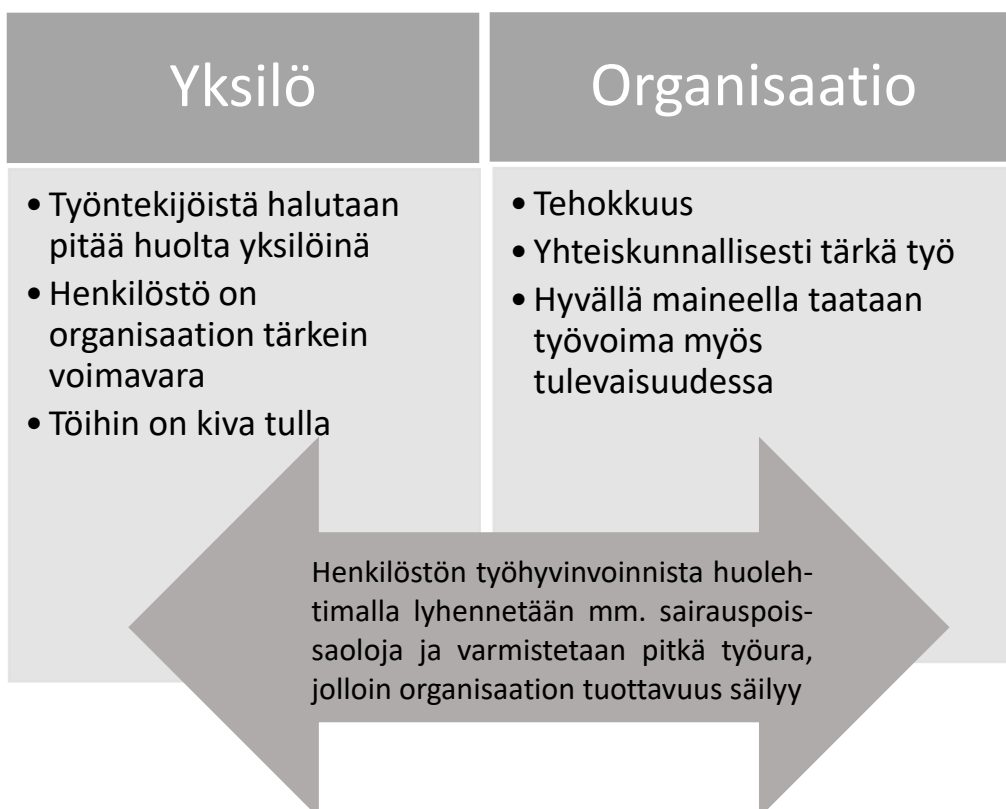 Yksilö
• Työntekijöistä halutaan
pitää huolta yksilöinä
• Henkilöstö on
organisaation tärkein
voimavara
• Töihin on kiva tulla
Organisaatio
• Tehokkuus
• Yhteiskunnallisesti tärkä työ
• Hyvällä maineella taataan
työvoima myös
tulevaisuudessa
Henkilöstön työhyvinvoinnista huoleh-
timalla lyhennetään mm. sairauspois-
saoloja ja varmistetaan pitkä työura,
jolloin organisaation tuottavuus säilyy